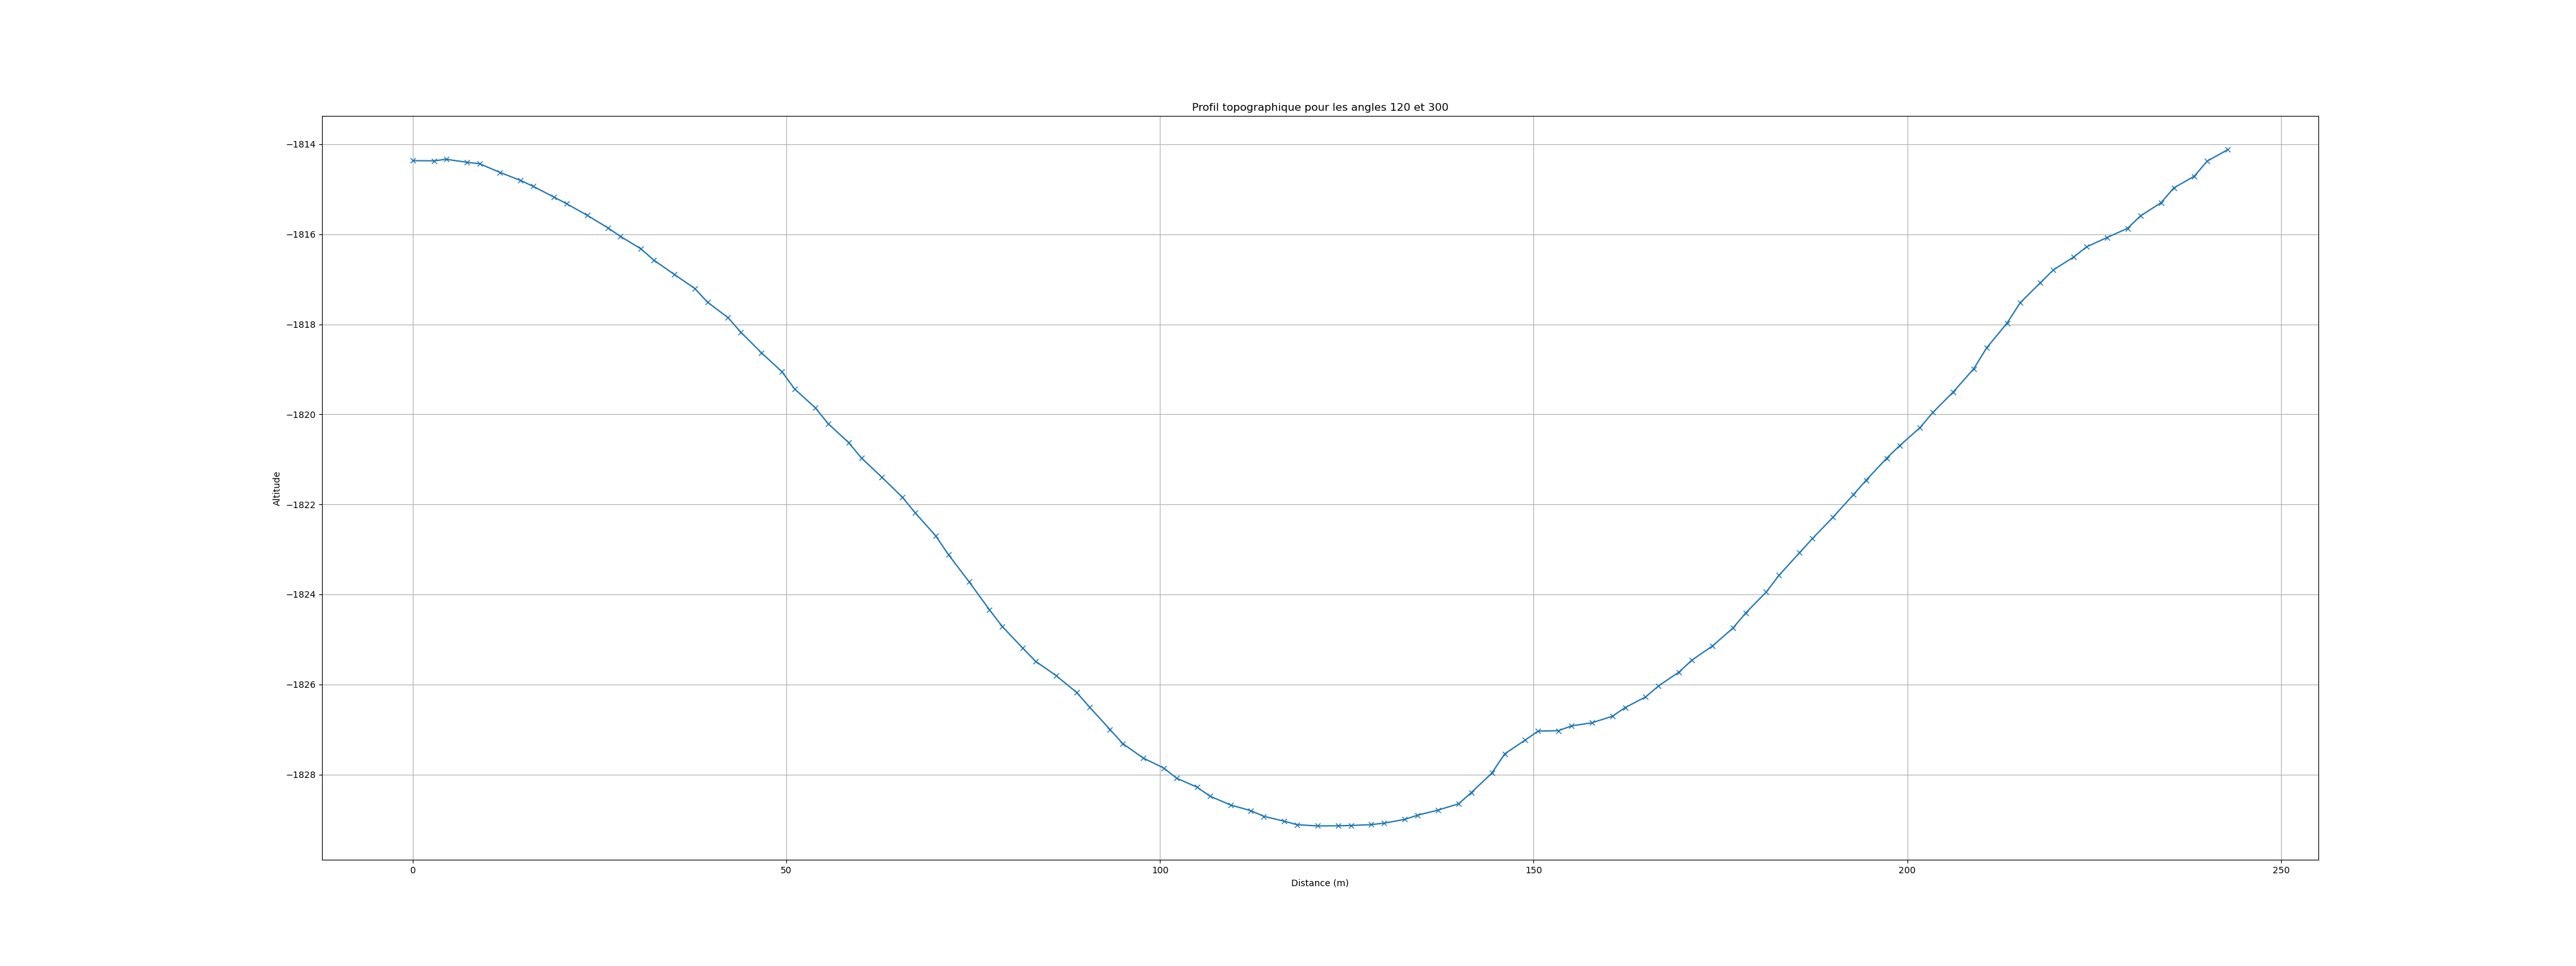 Profil topographique pour les angles 120 et 300
−1814
−1816
−1818
−1820
−1822
−1824
−1826
−1828
Altitude
0 50 100 150 200 250
Distance (m)